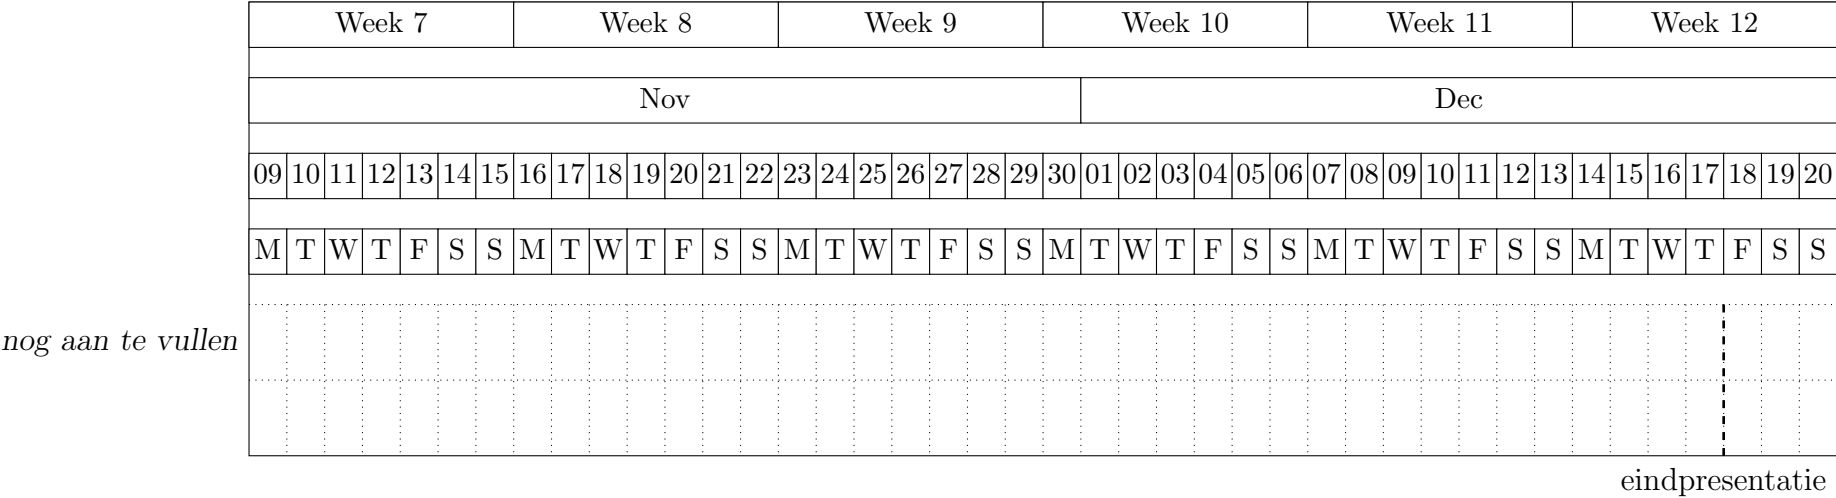 Week 7 Week 8 Week 9 Week 10 Week 11 Week 12
Nov Dec
09 10 11 12 13 14 15 16 17 18 19 20 21 22 23 24 25 26 27 28 29 30 01 02 03 04 05 06 07 08 09 10 11 12 13 14 15 16 17 18 19 20
M T W T F S S M T W T F S S M T W T F S S M T W T F S S M T W T F S S M T W T F S S
nog aan te vullen
eindpresentatie